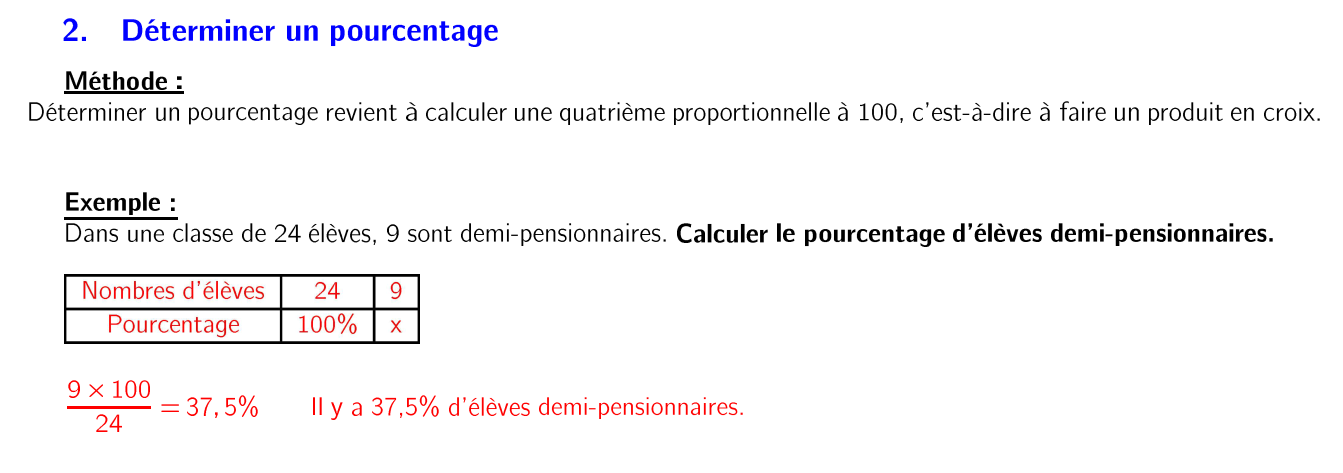 2. Déterminer un pourcentage
Méthode :
Déterminer un pourcentage revient à calculer une quatrième proportionnelle à 100, c'est-à-dire à faire un produit en croix.
Exemple :
Dans une classe de 24 élèves, 9 sont demi-pensionnaires. Calculer le pourcentage d'élèves demi-pensionnaires.
Nombres d'élèves 24 9
Pourcentage 100% x
9 × 100
24
= 37, 5% Il y a 37,5% d'élèves demi-pensionnaires.